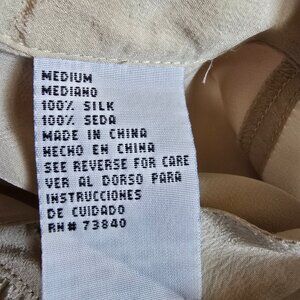 MEDIUM
MEDIANO
100% SILK
100% SEDA
MADE IN CHINA
HECHO EN CHINA
SEE REVERSE FOR CARE
VER AL DORSO PARA
INSTRUCCIONES
DE CUIDADO
RN# 73840